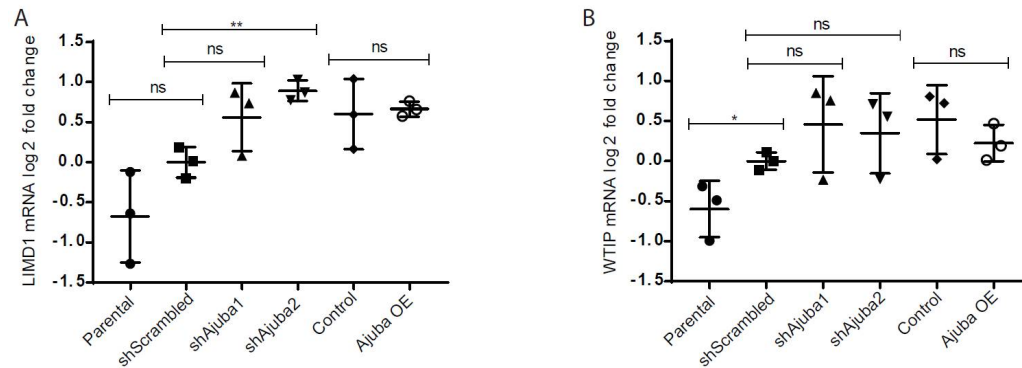 A
**
ns
ns
ns
LIMD1 mRNA log2 fold change
1.5
1.0
0.5
0.0
-0.5
-1.0
-1.5
Parental
shScrambled
shAjuba1
shAjuba2
Control
Ajuba OE
B
ns
ns
ns
*
WTIP mRNA log2 fold change
1.5
1.0
0.5
0.0
-0.5
-1.0
-1.5
Parental
shScrambled
shAjuba1
shAjuba2
Control
Ajuba OE